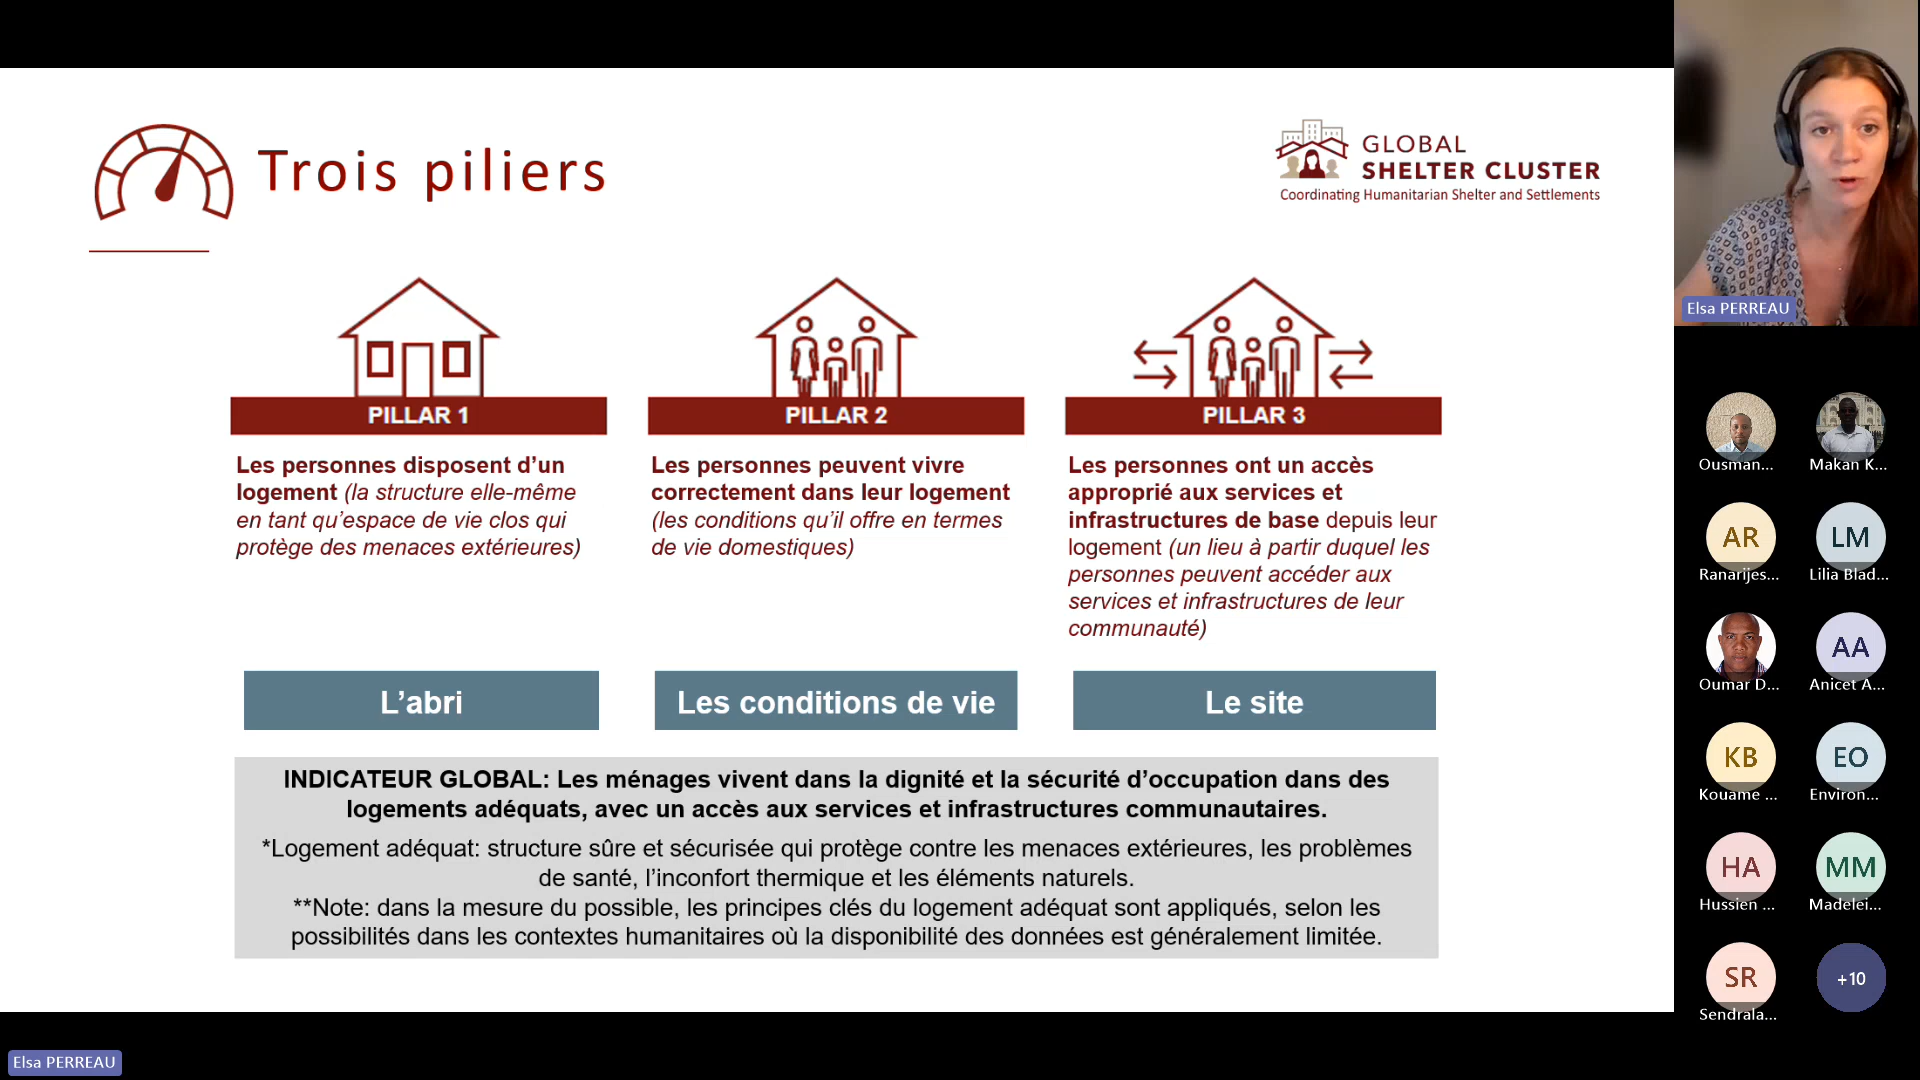 Trois piliers
GLOBAL
SHELTER CLUSTER
Coordinating Humanitarian Shelter and Settlements
PILLAR 1
Les personnes disposent d’un
logement (la structure elle-même
en tant qu’espace de vie clos qui
protège des menaces extérieures)
L’abri
PILLAR 2
Les personnes peuvent vivre
correctement dans leur logement
(les conditions qu’il offre en termes
de vie domestiques)
Les conditions de vie
PILLAR 3
Les personnes ont un accès
approprié aux services et
infrastructures de base depuis leur
logement (un lieu à partir duquel les
personnes peuvent accéder aux
services et infrastructures de leur
communauté)
Le site
INDICATEUR GLOBAL: Les ménages vivent dans la dignité et la sécurité d’occupation dans des
logements adéquats, avec un accès aux services et infrastructures communautaires.
*Logement adéquat: structure sûre et sécurisée qui protège contre les menaces extérieures, les problèmes
de santé, l’inconfort thermique et les éléments naturels.
**Note: dans la mesure du possible, les principes clés du logement adéquat sont appliqués, selon les
possibilités dans les contextes humanitaires où la disponibilité des données est généralement limitée.
Elsa PERREAU
Ousman...
Makan K...
AR
Ranarijes...
LM
Lilia Blad...
Oumar D...
AA
Anicet A...
KB
Kouame ...
EO
Environ...
HA
Hussien ...
MM
Madelei...
SR
Sendrala...
+10
Elsa PERREAU